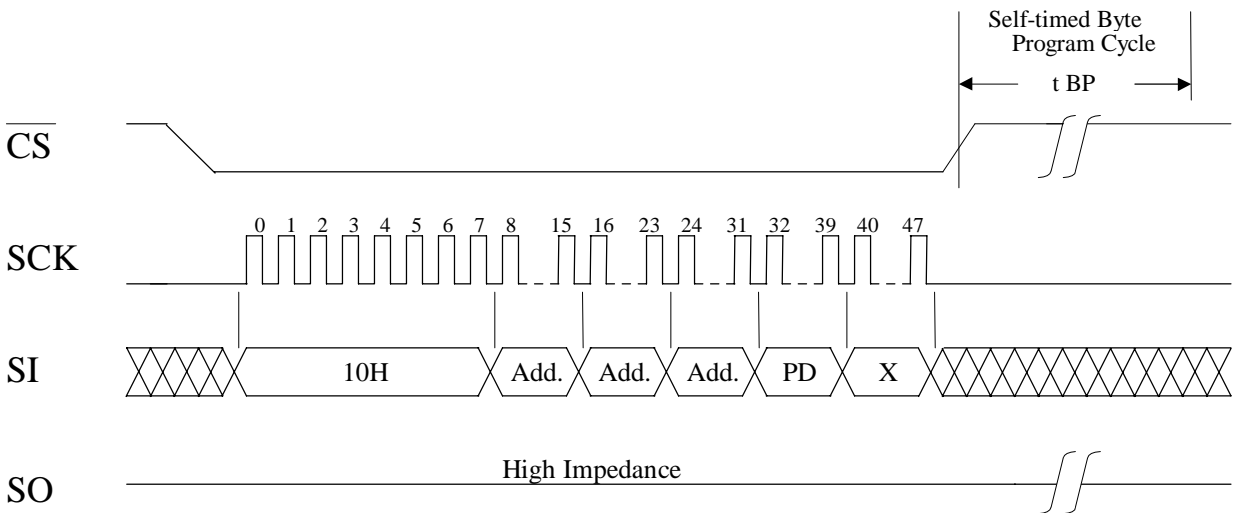 Self-timed Byte
Program Cycle
t BP
CS
SCK
0 1 2 3 4 5 6 7 8 15 16 23 24 31 32 39 40 47
SI
10H Add. Add. Add. PD X
High Impedance
SO